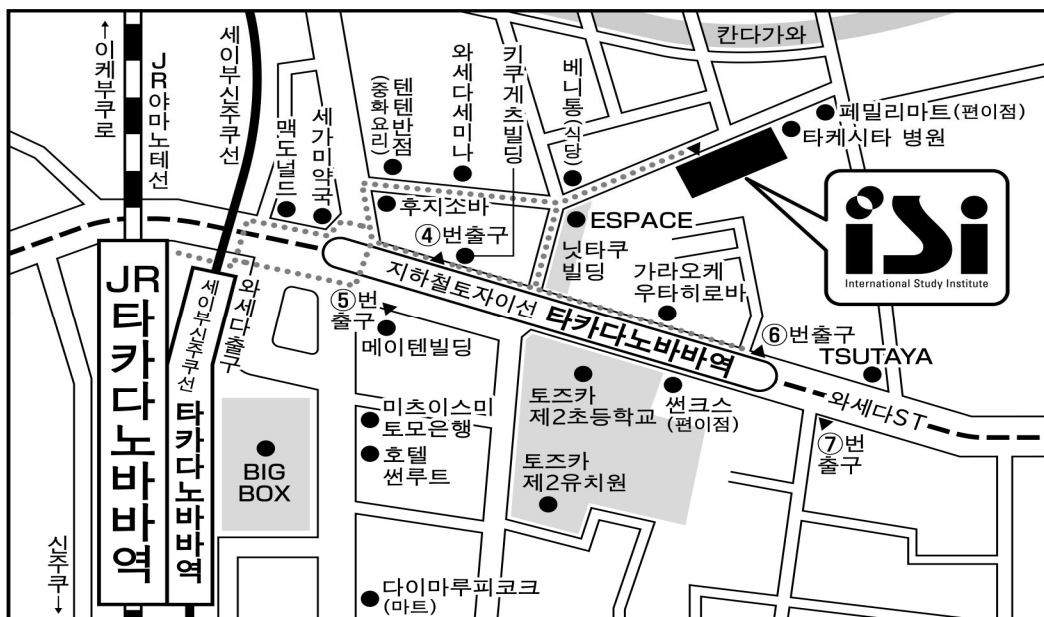 ←이케부쿠로
JR야마노테선
세이부신주쿠선
맥도널드
세가미약국
텐텐반점
(중화요리)
와세다세미나
키쿠게츠빌딩
베니통(식당)
칸다가와
페밀리마트(편이점)
타케시타 병원
iSi
International Study Institute
후지소바
④번출구
ESPACE
닛타쿠
빌딩
가라오케
우타히로바
지하철토자이선 타카다노바바역
⑤번
출구
메이텐빌딩
⑥번출구
TSUTAYA
와세다ST
⑦번
출구
JR
타카다노바바역
세이부신주쿠선 타카다노바바역
와세다출구
BIG
BOX
미츠이스미
토모은행
호텔
썬루트
토즈카
제2초등학교
썬크스
(편이점)
토즈카
제2유치원
다이마루피코크
(마트)
신주쿠→